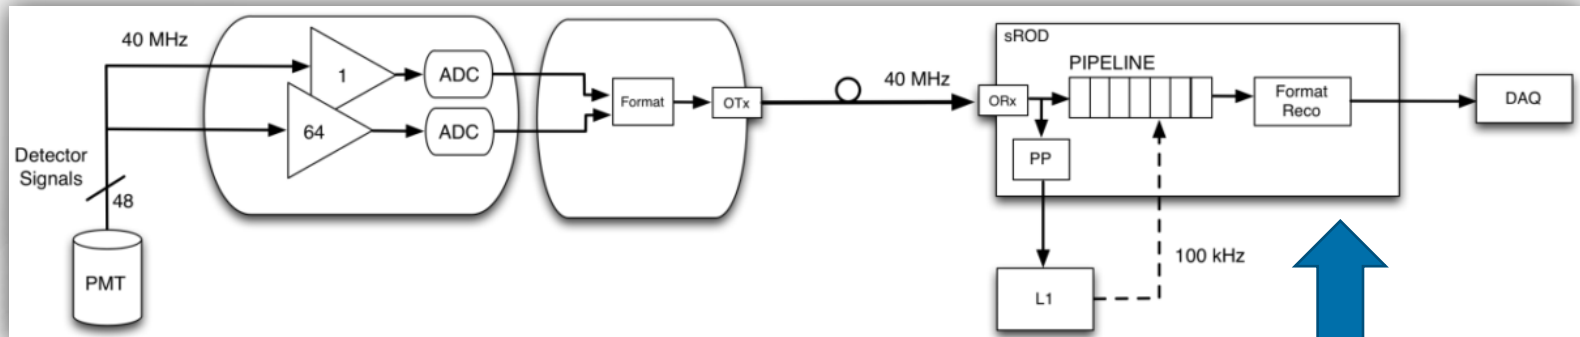 40 MHz
1
ADC
64
ADC
Detector
Signals
48
PMT
Format
OTx
40 MHz
sROD
PIPELINE
ORx
Format
Reco
DAQ
PP
100 kHz
L1